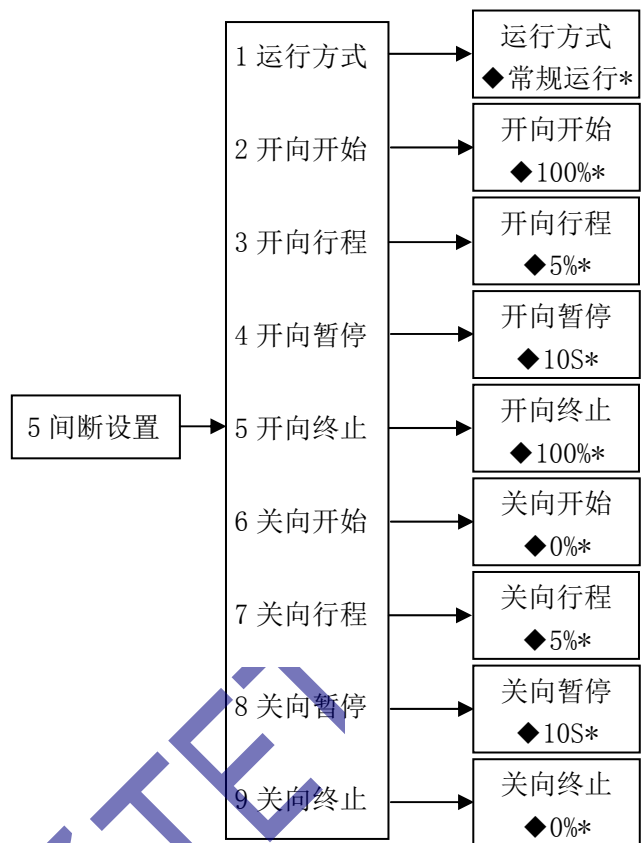 1 运行方式
运行方式
◆常规运行*
2 开向开始
开向开始
◆100%*
3 开向行程
开向行程
◆5%*
4 开向暂停
开向暂停
◆10S*
5 间断设置
5 开向终止
开向终止
◆100%*
6 关向开始
关向开始
◆0%*
7 关向行程
关向行程
◆5%*
8 关向暂停
关向暂停
◆10S*
9 关向终止
关向终止
◆0%*